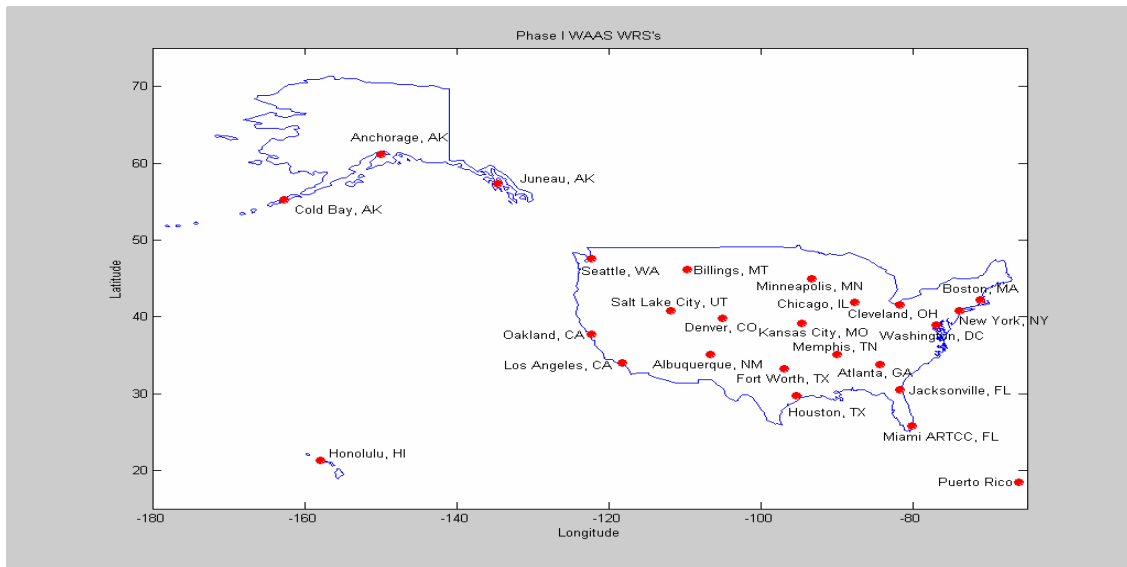 Phase I WAAS WRS's
70
Anchorage, AK
60
Juneau, AK
Cold Bay, AK
50
Seattle, WA
Billings, MT
Minneapolis, MN
Boston, MA
Latitude
Salt Lake City, UT
Chicago, IL
Cleveland, OH
40
New York, NY
Denver, CO
Kansas City, MO
Washington, DC
Oakland, CA
Memphis, TN
Los Angeles, CA
Albuquerque, NM
Atlanta, GA
Fort Worth, TX
Jacksonville, FL
30
Houston, TX
Miami ARTCC, FL
Honolulu, HI
20
Puerto Rico
-180
-160
-140
-120
-100
-80
Longitude